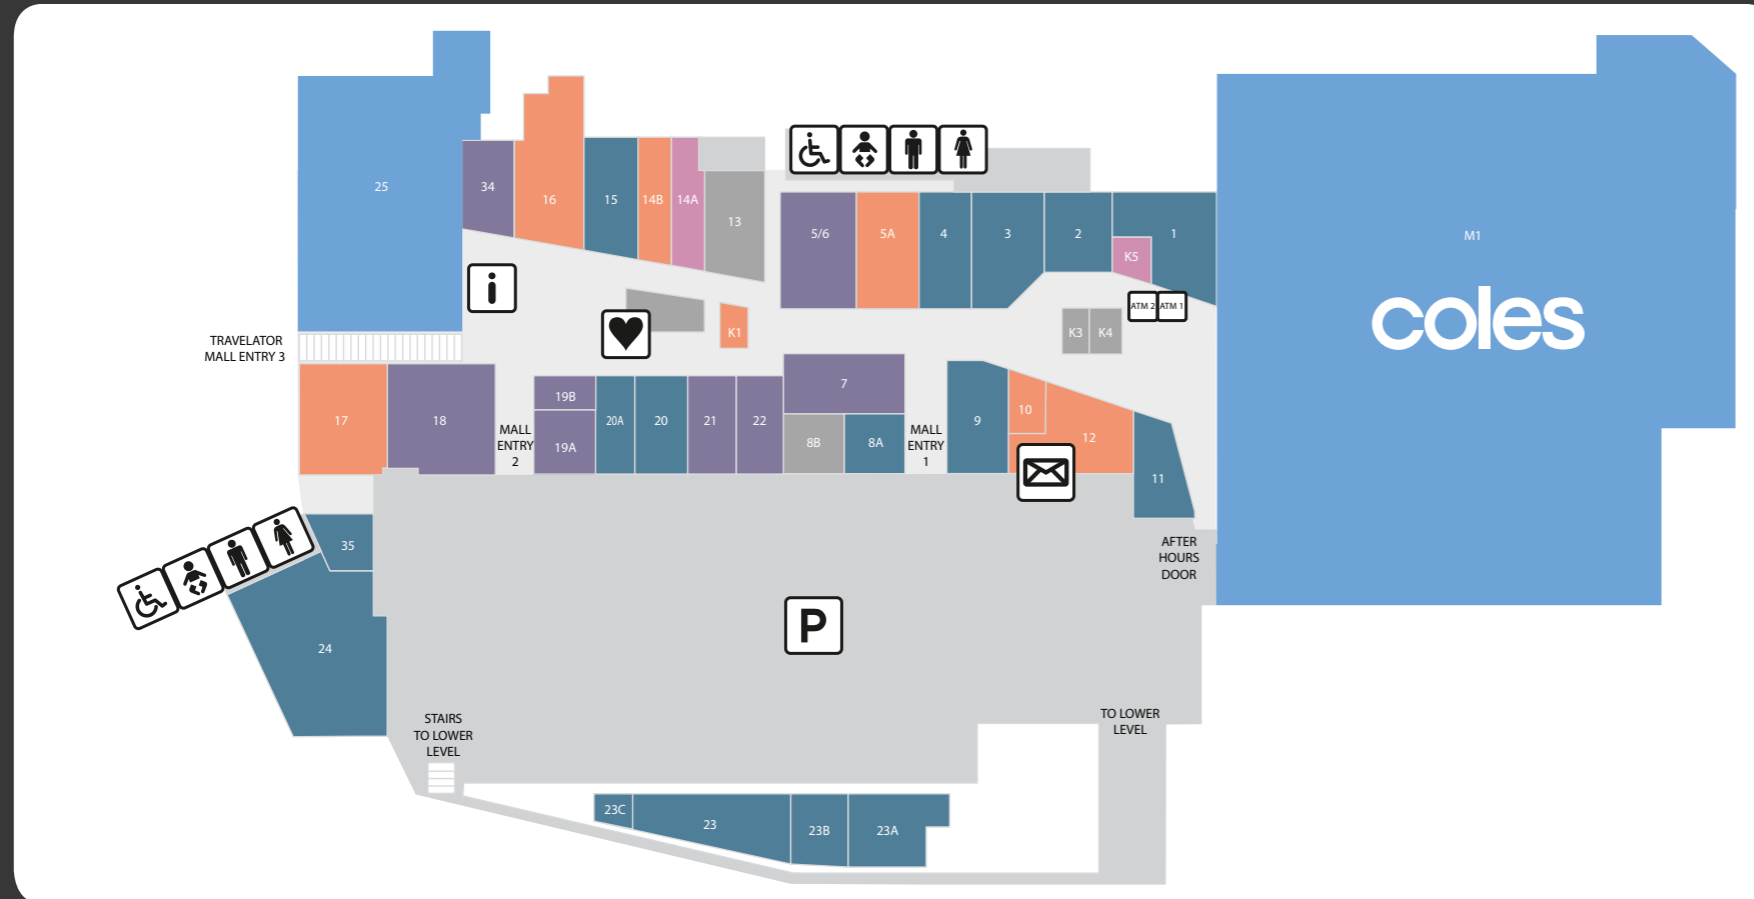 25
34
16
15
14B
14A
13
5/6
5A
4
3
2
1
K5
M1
coles
ATM 2
ATM 1
K1
K3
K4
TRAVELATOR
MALL ENTRY 3
17
18
MALL
ENTRY
2
19B
19A
20A
20
21
22
7
8B
8A
MALL
ENTRY
1
9
10
12
11
AFTER
HOURS
DOOR
35
24
P
STAIRS
TO LOWER
LEVEL
TO LOWER
LEVEL
23C
23
23B
23A